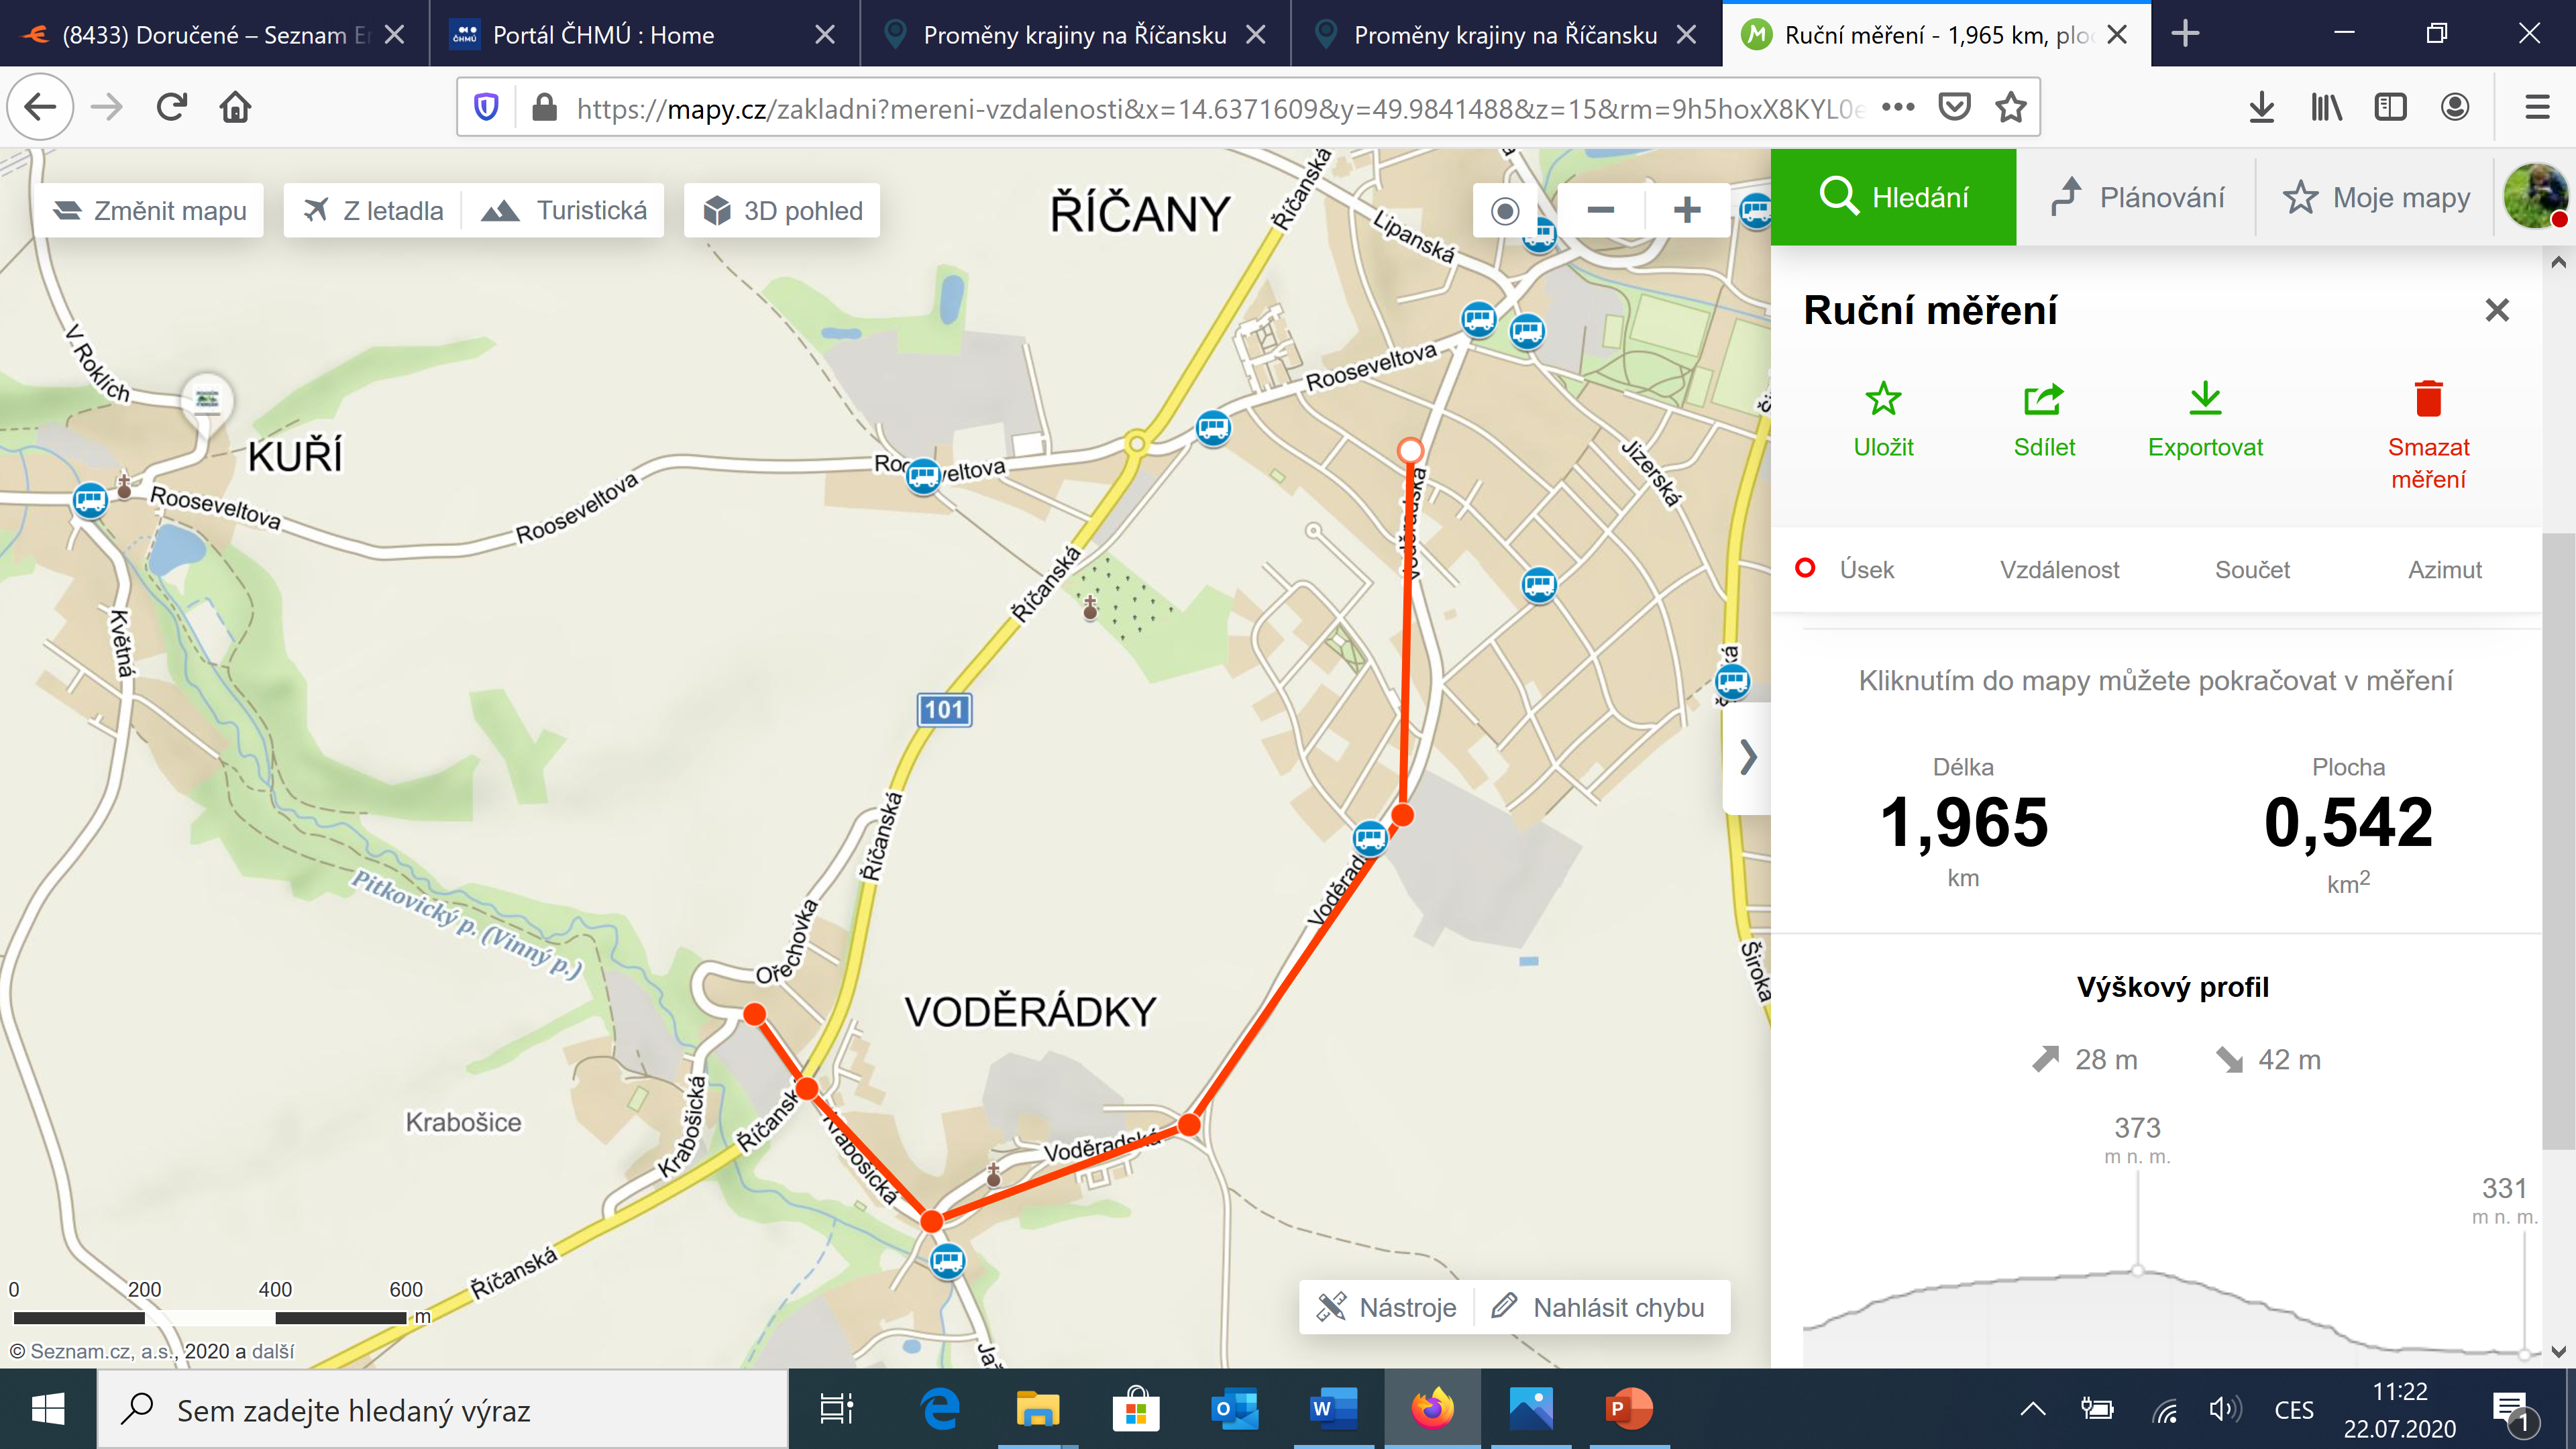 (8433) Doručené – Seznam E
Portál ČHMÚ : Home
Proměny krajiny na Říčansku
Proměny krajiny na Říčansku
Ruční měření - 1,965 km, plo
https://mapy.cz/zakladni?mereni-vzdalenosti&x=14.6371609&y=49.9841488&z=15&rm=9h5hoxX8KYL0e
Změnit mapu
Z letadla
Turistická
3D pohled
ŘÍČANY
Říčanská
Lipanská
Hledání
Plánování
Moje mapy
Ruční měření
V Roklích
KUŘÍ
Rooseveltova
Rooseveltova
Rooseveltova
Rooseveltova
Jizerská
Uložit
Sdílet
Exportovat
Smazat
měření
Úsek
Vzdálenost
Součet
Azimut
Říčanská
Voděradská
Květná
101
Kliknutím do mapy můžete pokračovat v měření
Délka
Plocha
1,965
0,542
km
km2
Říčanská
Voděrad
Pitkovický p. (Vinný p.)
Ořechovka
Široká
VODĚRÁDKY
Výškový profil
28 m
42 m
Krabošice
Krabošická
Říčansk
Krabošická
Voděradská
373
m n. m.
331
m n. m.
Říčanská
0
200
400
600
m
Nástroje
Nahlásit chybu
© Seznam.cz, a.s., 2020 a další
Sem zadejte hledaný výraz
CES
11:22
22.07.2020
1